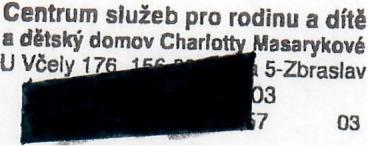 Centrum služeb pro rodinu a dítě
a dětský domov Charlotty Masarykové
U Včely 176, 156 5-Zbraslav
03
57 03